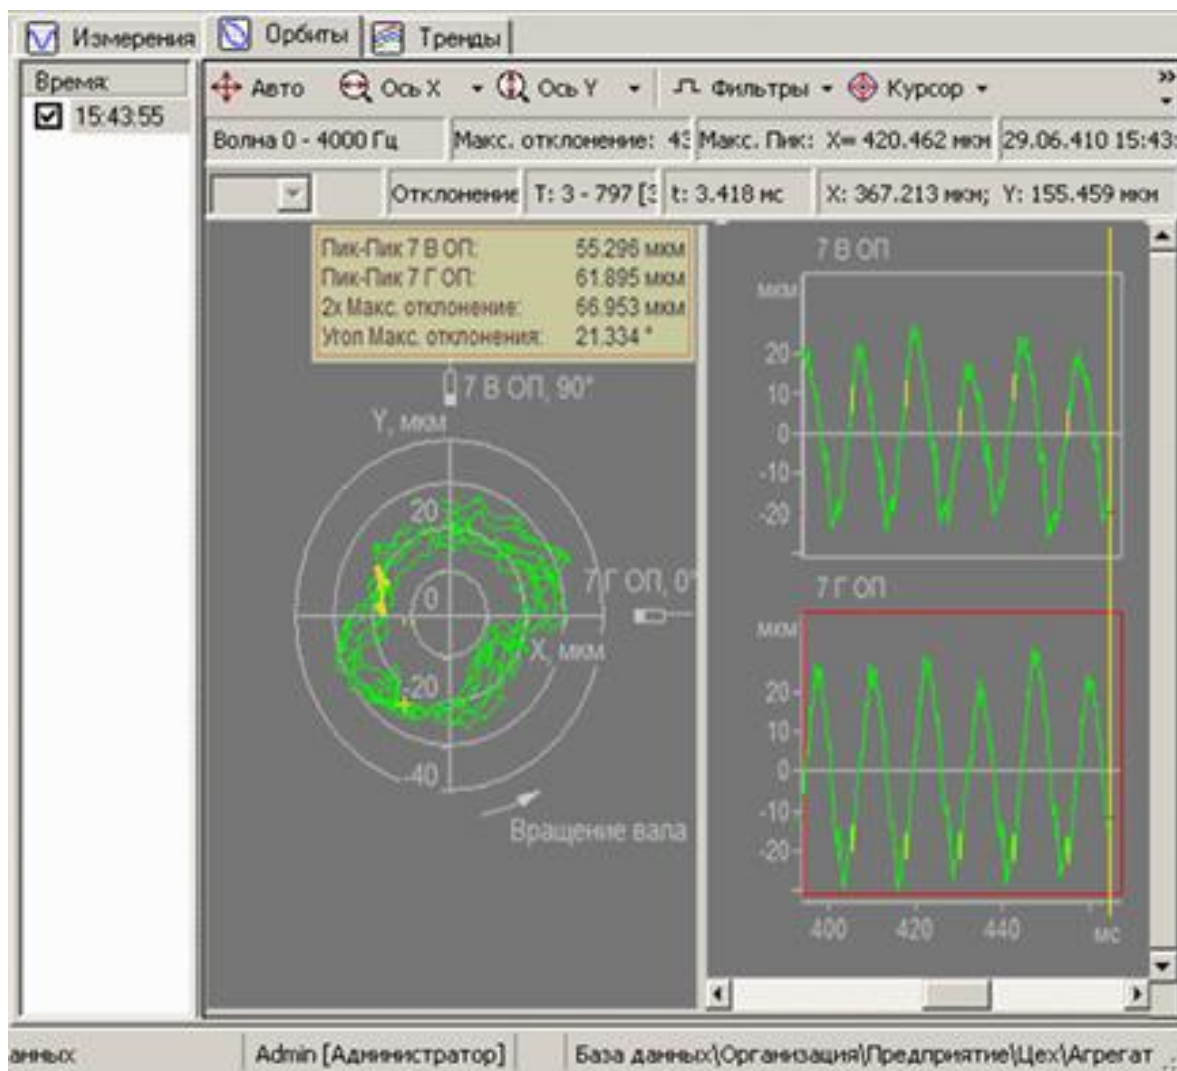 Измерения Орбиты Тренды
Время:
15:43:55
Авто Ось X Ось Y Фильтры Курсор
Волна 0 - 4000 Гц Макс. отклонение: 43 Макс. Пик: X= 420.462 мкм 29.06.410 15:43:
Отклонение T: 3 - 797 [3 t: 3.418 мс X: 367.213 мкм; Y: 155.459 мкм
Пик-Пик 7 В ОП: 55.296 мкм
Пик-Пик 7 Г ОП: 61.895 мкм
2x Макс. отклонение: 66.953 мкм
Угол Макс. отклонения: 21.334 °
7 В ОП, 90°
Y, мкм
20
0
7 Г ОП, 0°
X, мкм
-20
-40
Вращение вала
7 В ОП
мкм
20
10
0
-10
-20
7 Г ОП
мкм
20
10
0
-10
-20
400 420 440 мс
анных Admin [Администратор] База данных\Организация\Предприятие\Цех\Агрегат